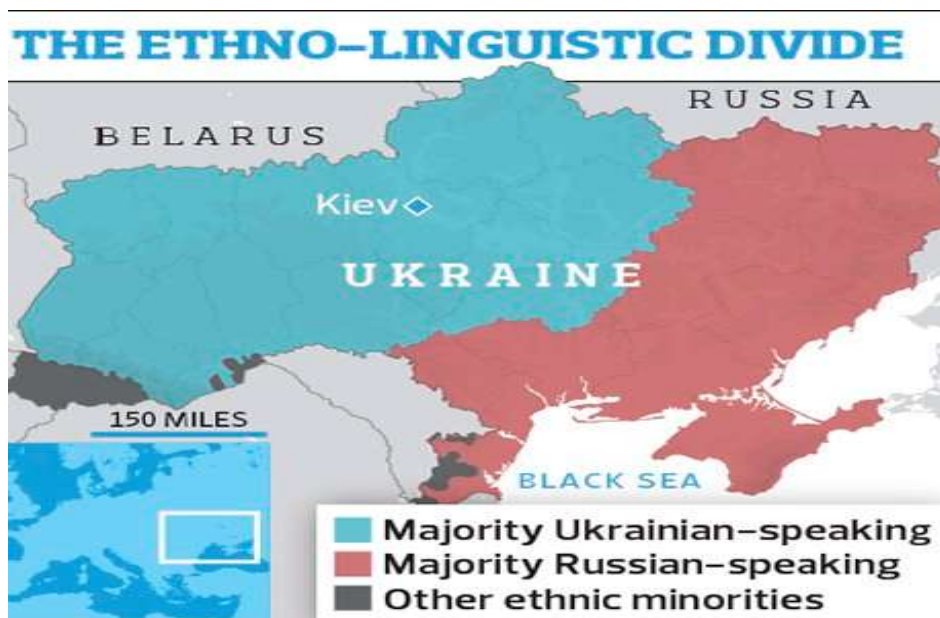 THE ETHNO–LINGUISTIC DIVIDE
RUSSIA
BELARUS
Kiev
UKRAINE
150 MILES
BLACK SEA
Majority Ukrainian–speaking
Majority Russian–speaking
Other ethnic minorities